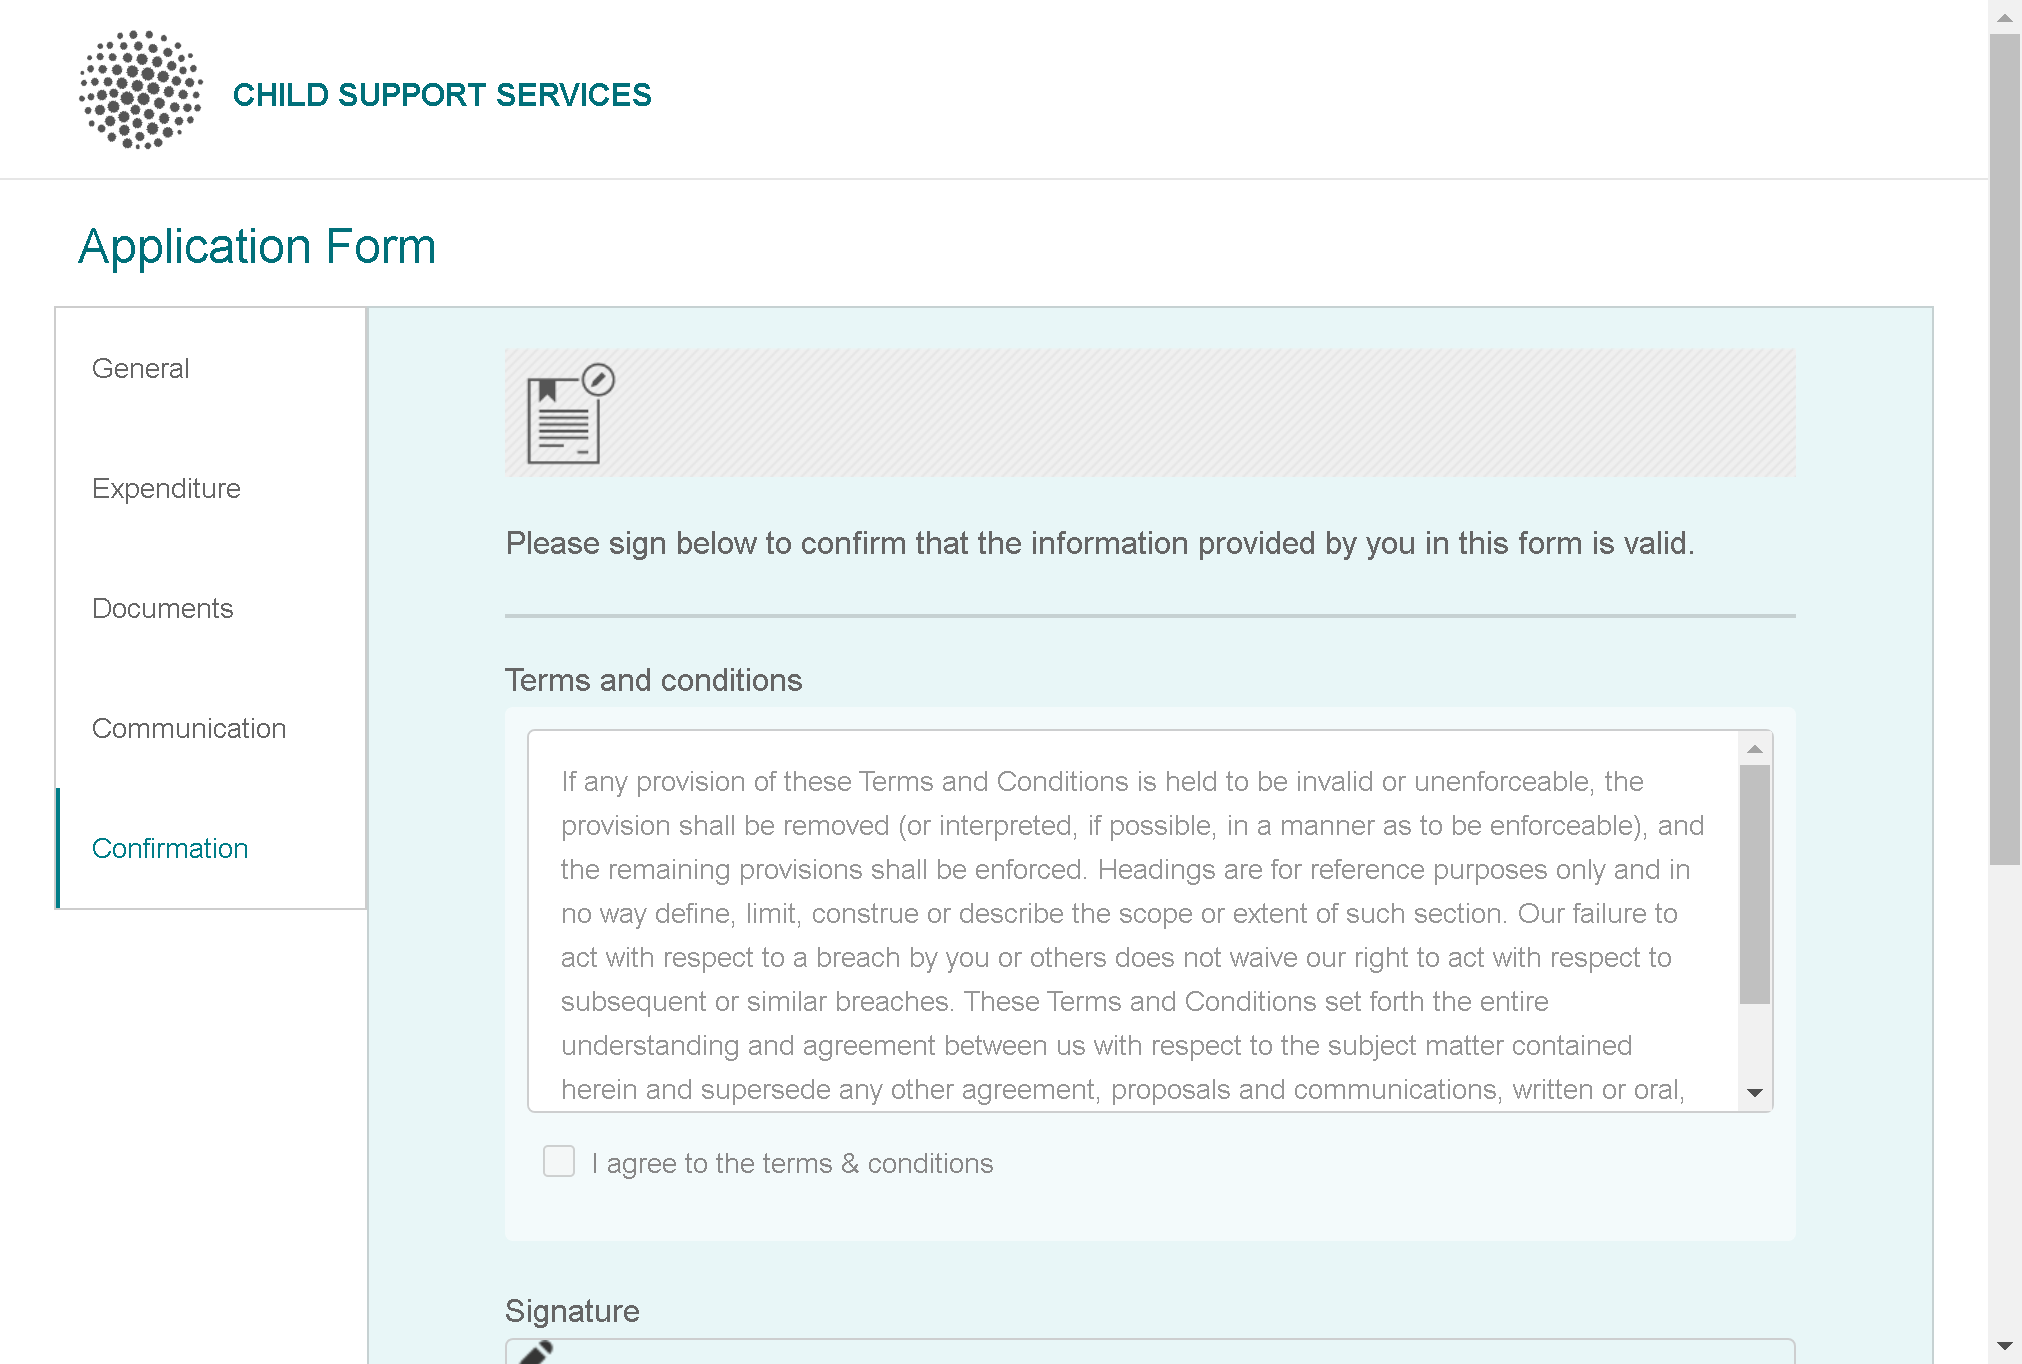 CHILD SUPPORT SERVICES
Application Form
General
Expenditure
Documents
Communication
Confirmation
Please sign below to confirm that the information provided by you in this form is valid.
Terms and conditions
If any provision of these Terms and Conditions is held to be invalid or unenforceable, the
provision shall be removed (or interpreted, if possible, in a manner as to be enforceable), and
the remaining provisions shall be enforced. Headings are for reference purposes only and in
no way define, limit, construe or describe the scope or extent of such section. Our failure to
act with respect to a breach by you or others does not waive our right to act with respect to
subsequent or similar breaches. These Terms and Conditions set forth the entire
understanding and agreement between us with respect to the subject matter contained
herein and supersede any other agreement, proposals and communications, written or oral,
I agree to the terms & conditions
Signature